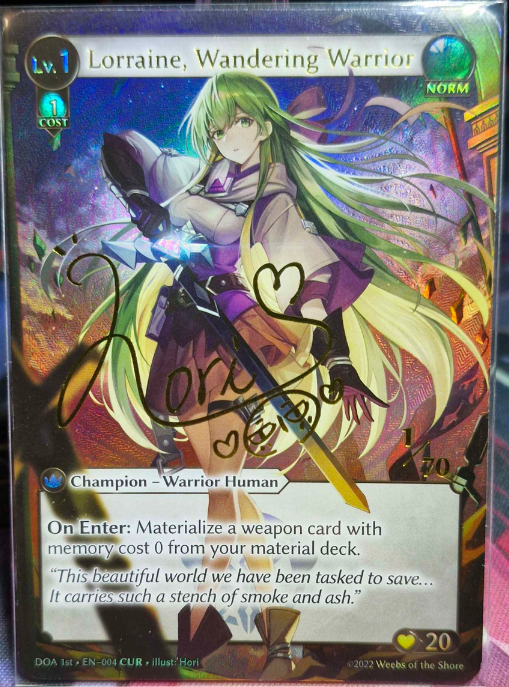 Lv. 1
Lorraine, Wandering Warrior
NORM
1
COST
Hori
1/70
Champion – Warrior Human
On Enter: Materialize a weapon card with
memory cost 0 from your material deck.
“This beautiful world we have been tasked to save…
It carries such a stench of smoke and ash.”
20
DOA 1st • EN-004 CUR • illust: Hori
©2022 Weebs of the Shore